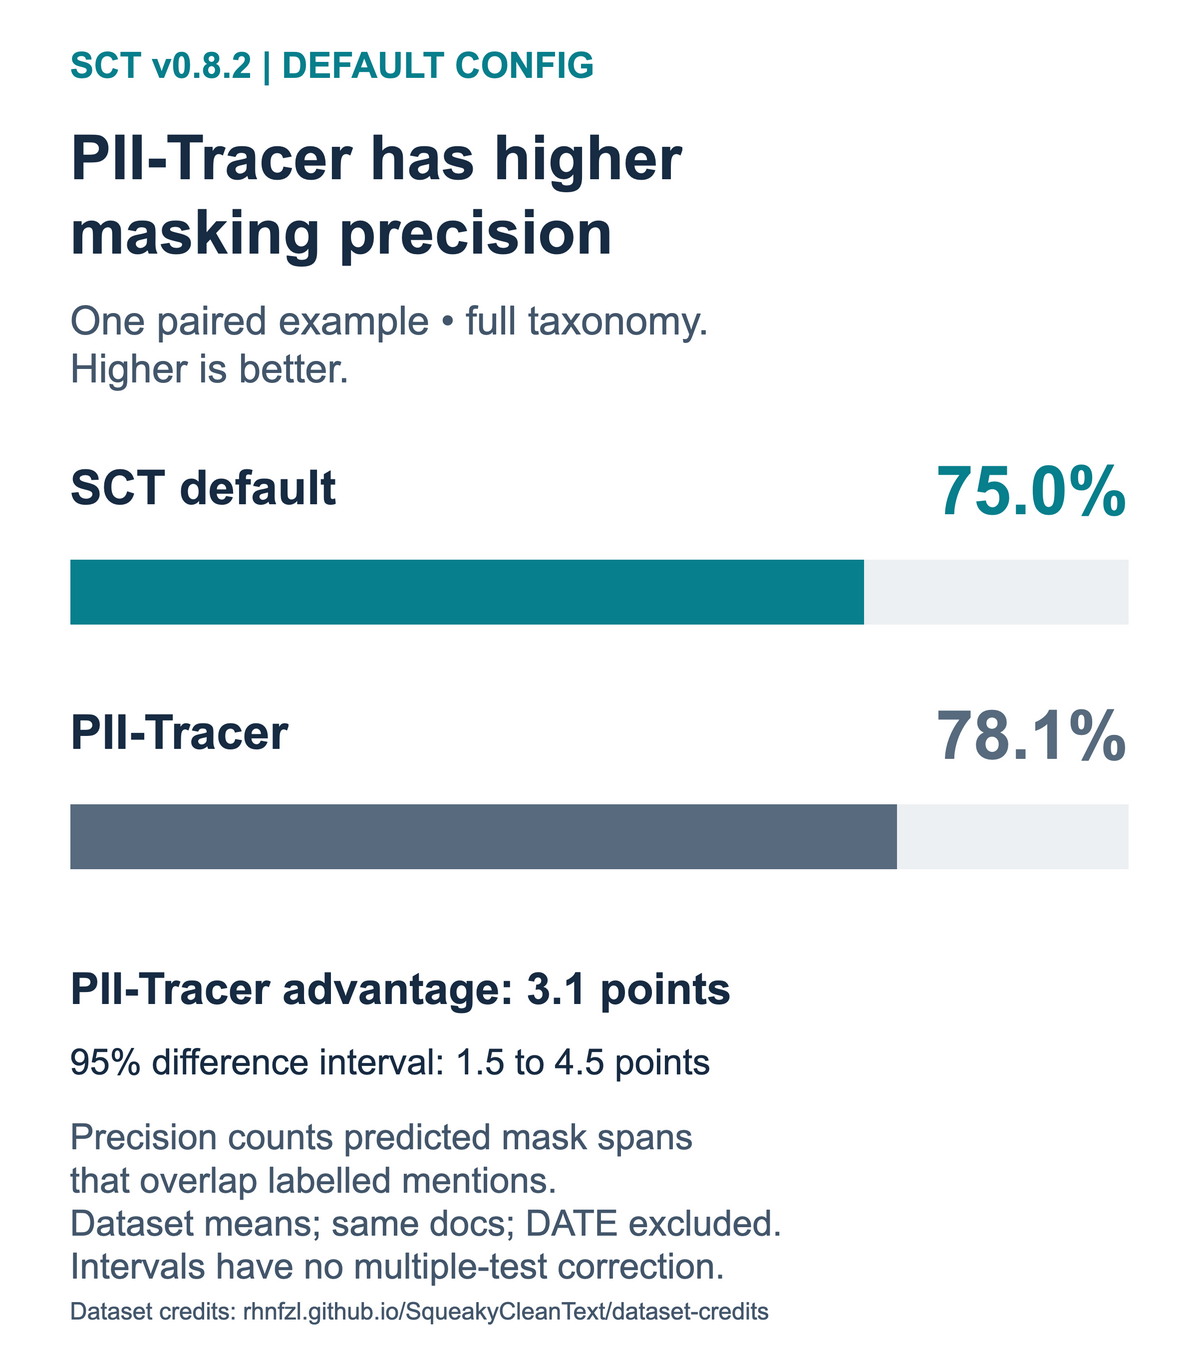 SCT v0.8.2 | DEFAULT CONFIG
PII-Tracer has higher
masking precision
One paired example • full taxonomy.
Higher is better.
SCT default
75.0%
PII-Tracer
78.1%
PII-Tracer advantage: 3.1 points
95% difference interval: 1.5 to 4.5 points
Precision counts predicted mask spans
that overlap labelled mentions.
Dataset means; same docs; DATE excluded.
Intervals have no multiple-test correction.
Dataset credits: rhnfzl.github.io/SqueakyCleanText/dataset-credits